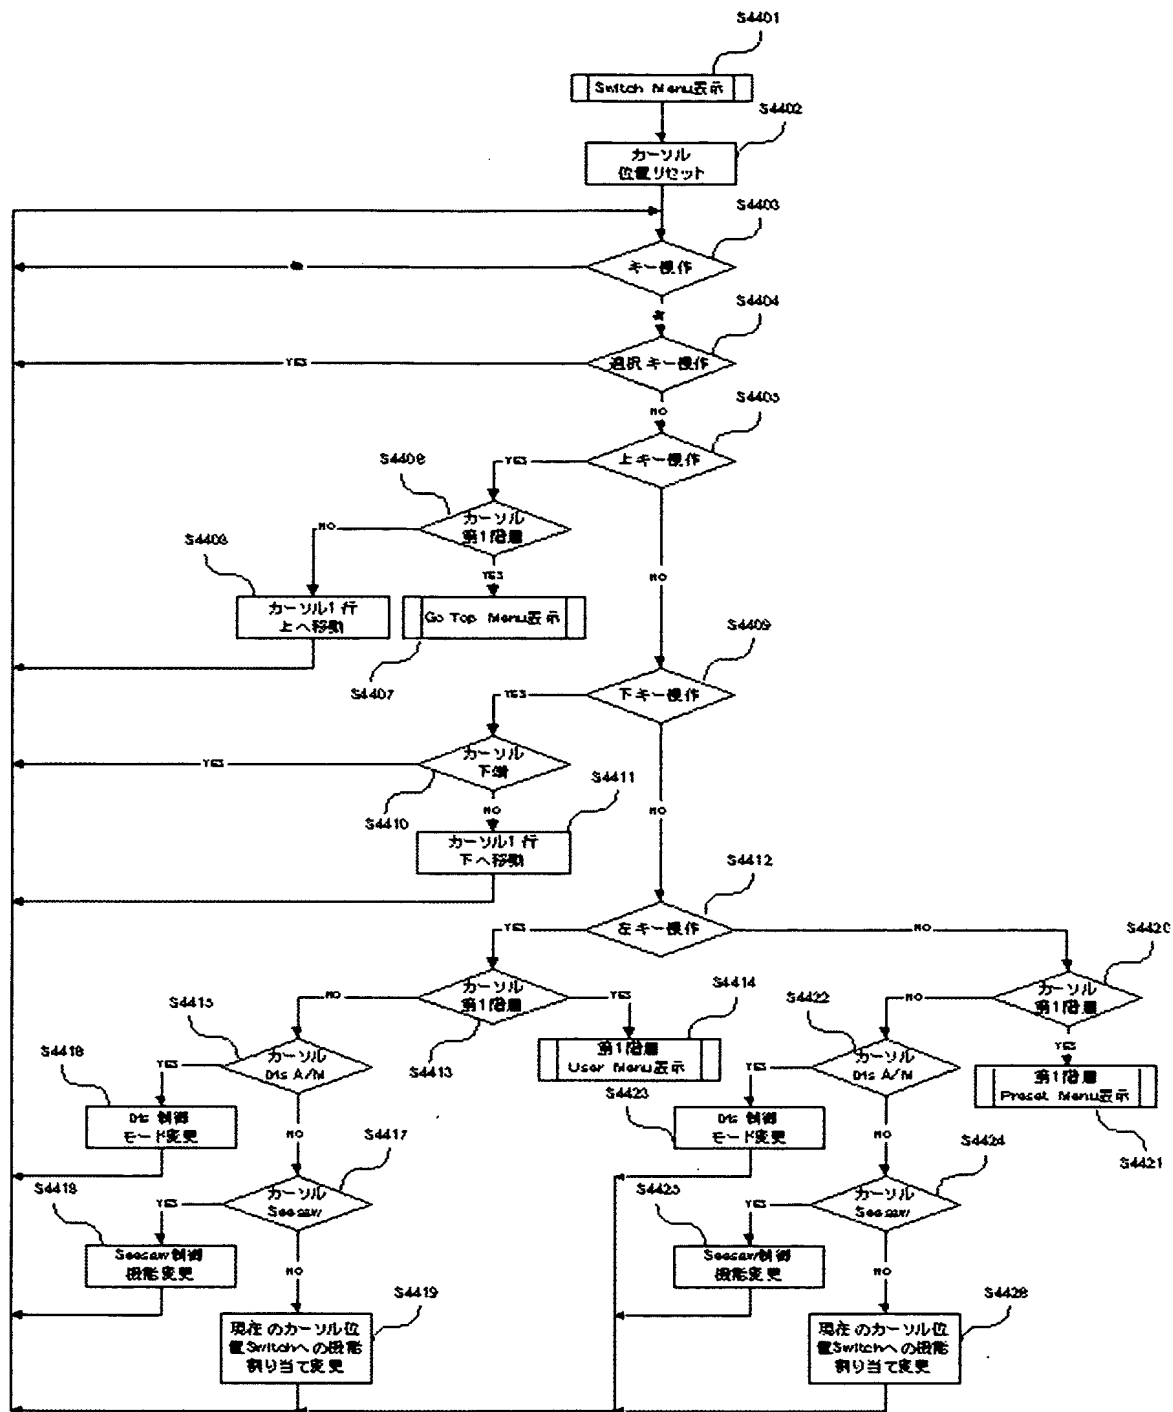 S4401
Switch Menu表示
S4402
カーソル
位置リセット
S4403
キー操作
無
有
S4404
選択 キー操作
YES
NO
S4405
上キー操作
YES
NO
S4406
カーソル
第1階層
NO
YES
S4408
カーソル1行
上へ移動
Go Top Menu表示
S4407
S4409
下キー操作
YES
NO
カーソル
下端
YES
NO
S4410
S4411
カーソル1行
下へ移動
S4412
左キー操作
YES
NO
カーソル
第1階層
NO
YES
S4413
S4414
第1階層
User Menu表示
S4415
カーソル
Dis A/M
YES
NO
S4416
Dis 制御
モード変更
S4417
カーソル
Seesaw
YES
NO
S4418
Seesaw制御
機能変更
S4419
現在 のカーソル位
置Switchへの機能
割り当て変更
S4420
カーソル
第1階層
NO
YES
第1階層
Preset Menu表示
S4421
S4422
カーソル
Dis A/M
YES
NO
S4423
Dis 制御
モード変更
S4424
カーソル
Seesaw
YES
NO
S4425
Seesaw制御
機能変更
S4426
現在 のカーソル位
置Switchへの機能
割り当て変更